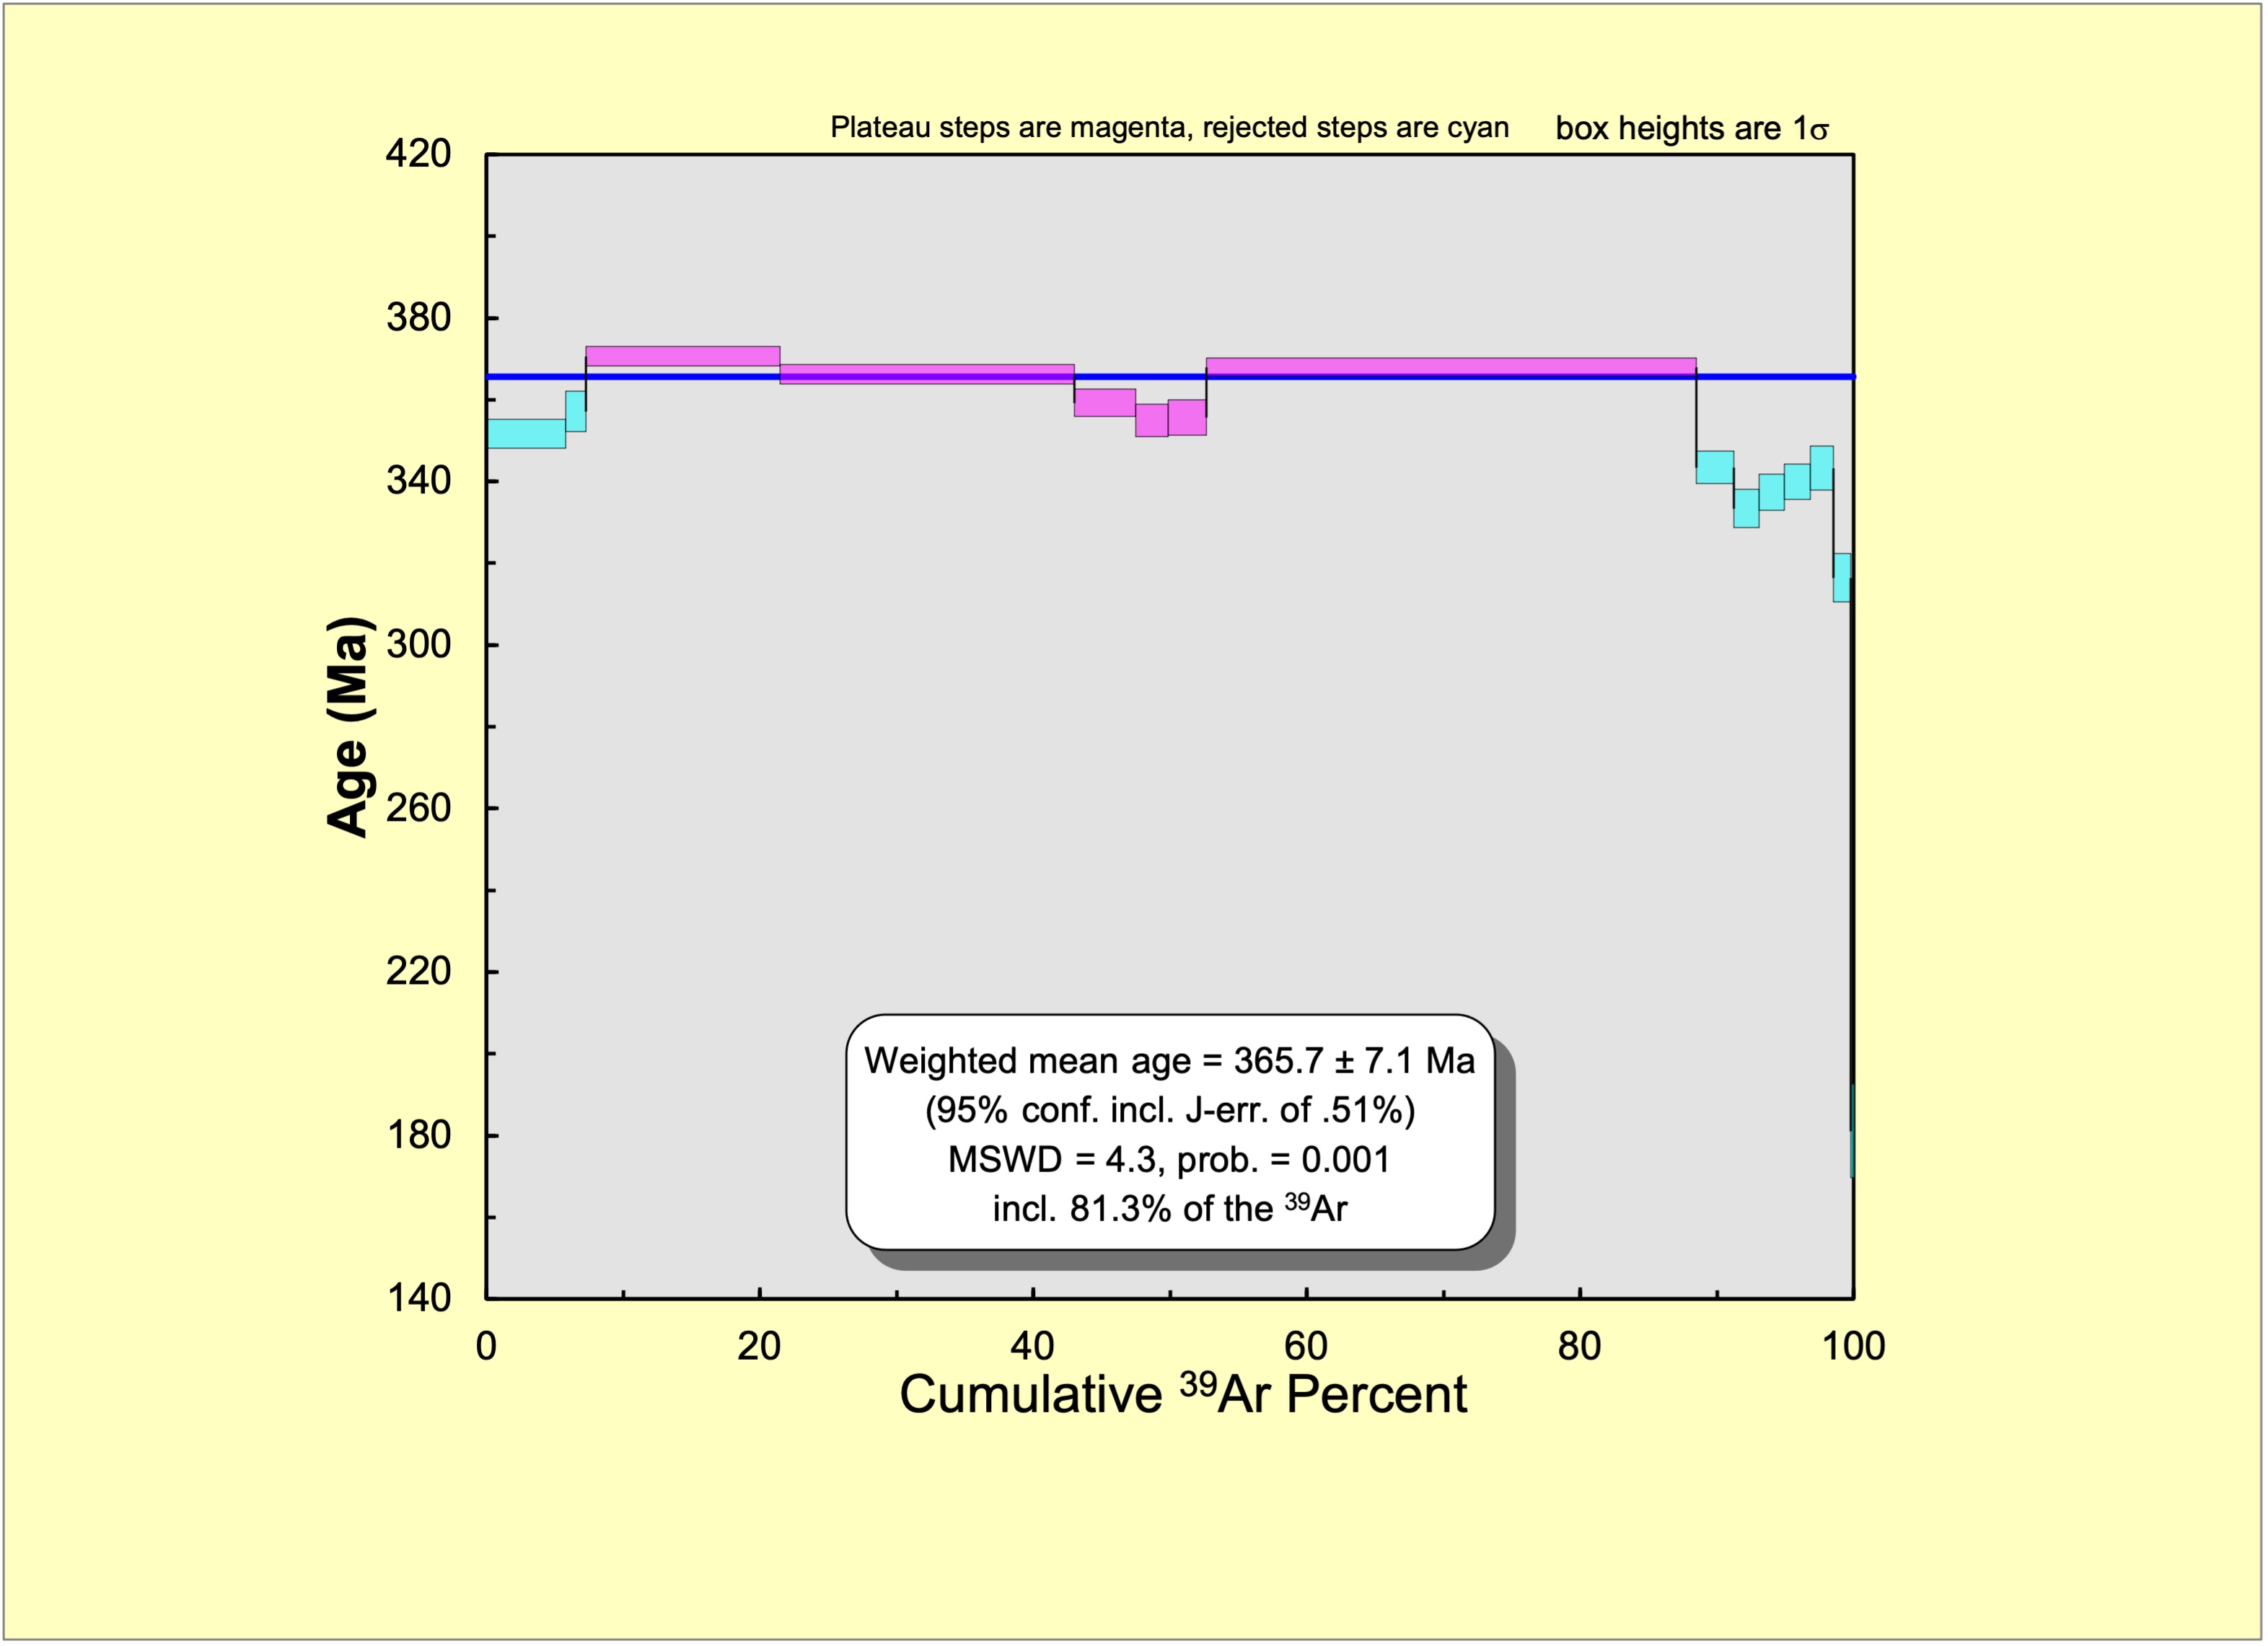 Plateau steps are magenta, rejected steps are cyan box heights are 1σ
420
380
340
300
260
220
180
140
Age (Ma)
Weighted mean age = 365.7 ± 7.1 Ma
(95% conf. incl. J-err. of .51%)
MSWD = 4.3, prob. = 0.001
incl. 81.3% of the ³⁹Ar
0 20 40 60 80 100
Cumulative ³⁹Ar Percent